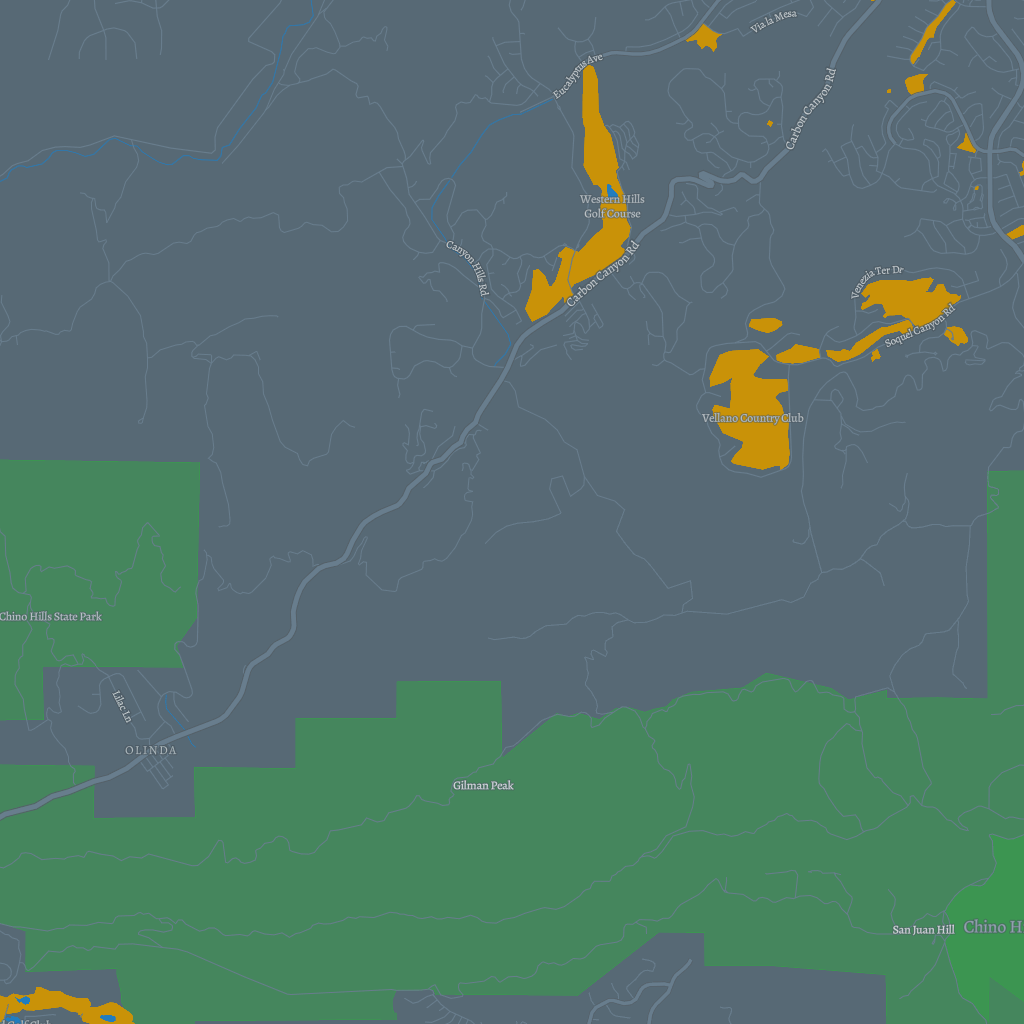 Via la Mesa
Eucalyptus Ave
Carbon Canyon Rd
Western Hills
Golf Course
Canyon Hills Rd
Carbon Canyon Rd
Venezia Ter Dr
Soquel Canyon Rd
Vellano Country Club
Chino Hills State Park
Lilac Ln
OLINDA
Gilman Peak
San Juan Hill
Chino H
Golf Club